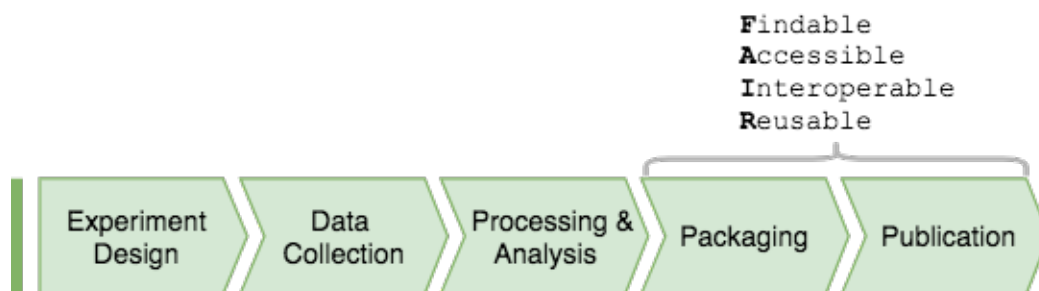 Findable
Accessible
Interoperable
Reusable
Experiment
Design
Data
Collection
Processing &
Analysis
Packaging
Publication